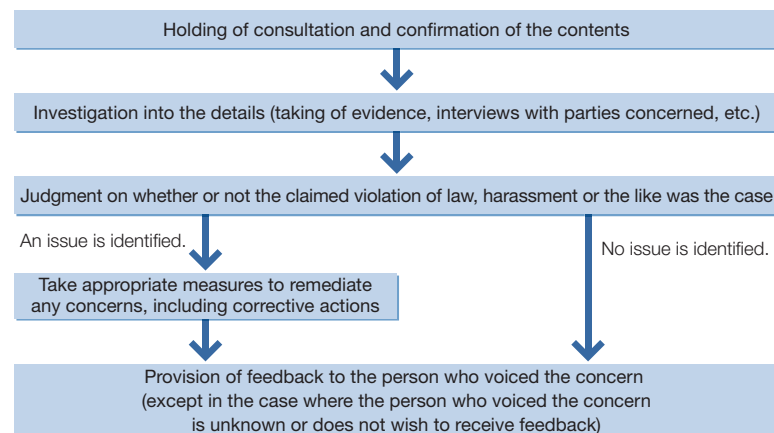 Holding of consultation and confirmation of the contents
Investigation into the details (taking of evidence, interviews with parties concerned, etc.)
Judgment on whether or not the claimed violation of law, harassment or the like was the case
An issue is identified.
No issue is identified.
Take appropriate measures to remediate
any concerns, including corrective actions
Provision of feedback to the person who voiced the concern
(except in the case where the person who voiced the concern
is unknown or does not wish to receive feedback)